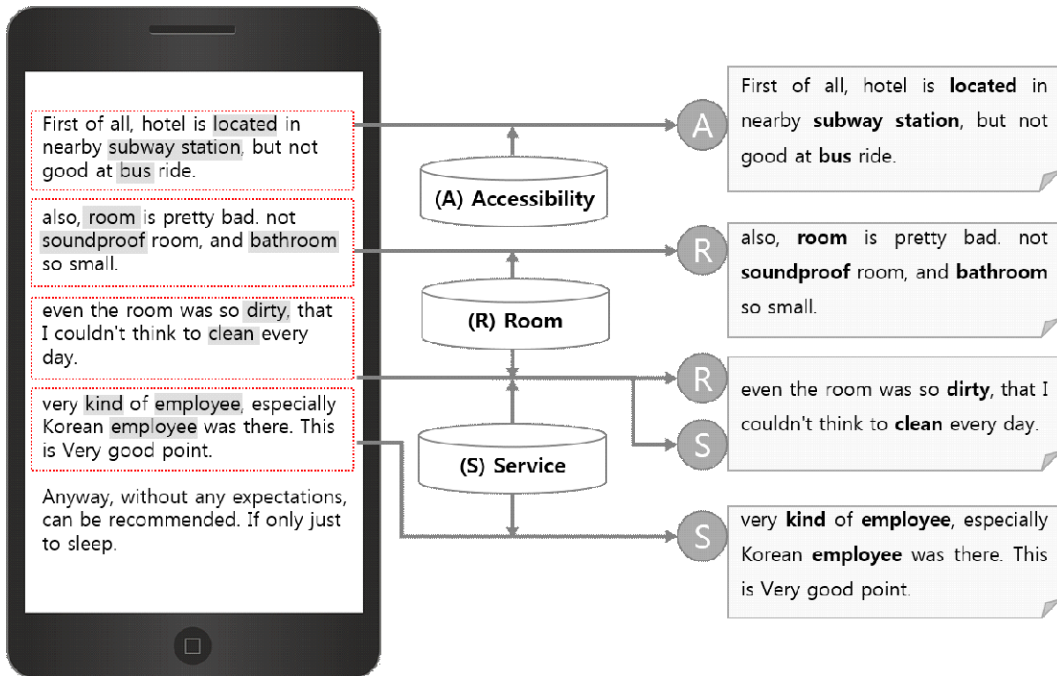 First of all, hotel is located in
nearby subway station, but not
good at bus ride.
also, room is pretty bad. not
soundproof room, and bathroom
so small.
even the room was so dirty, that
I couldn't think to clean every
day.
very kind of employee, especially
Korean employee was there. This
is Very good point.
Anyway, without any expectations,
can be recommended. If only just
to sleep.
(A) Accessibility
(R) Room
(S) Service
A
First of all, hotel is located in
nearby subway station, but not
good at bus ride.
R
also, room is pretty bad. not
soundproof room, and bathroom
so small.
R
S
even the room was so dirty, that I
couldn't think to clean every day.
S
very kind of employee, especially
Korean employee was there. This
is Very good point.